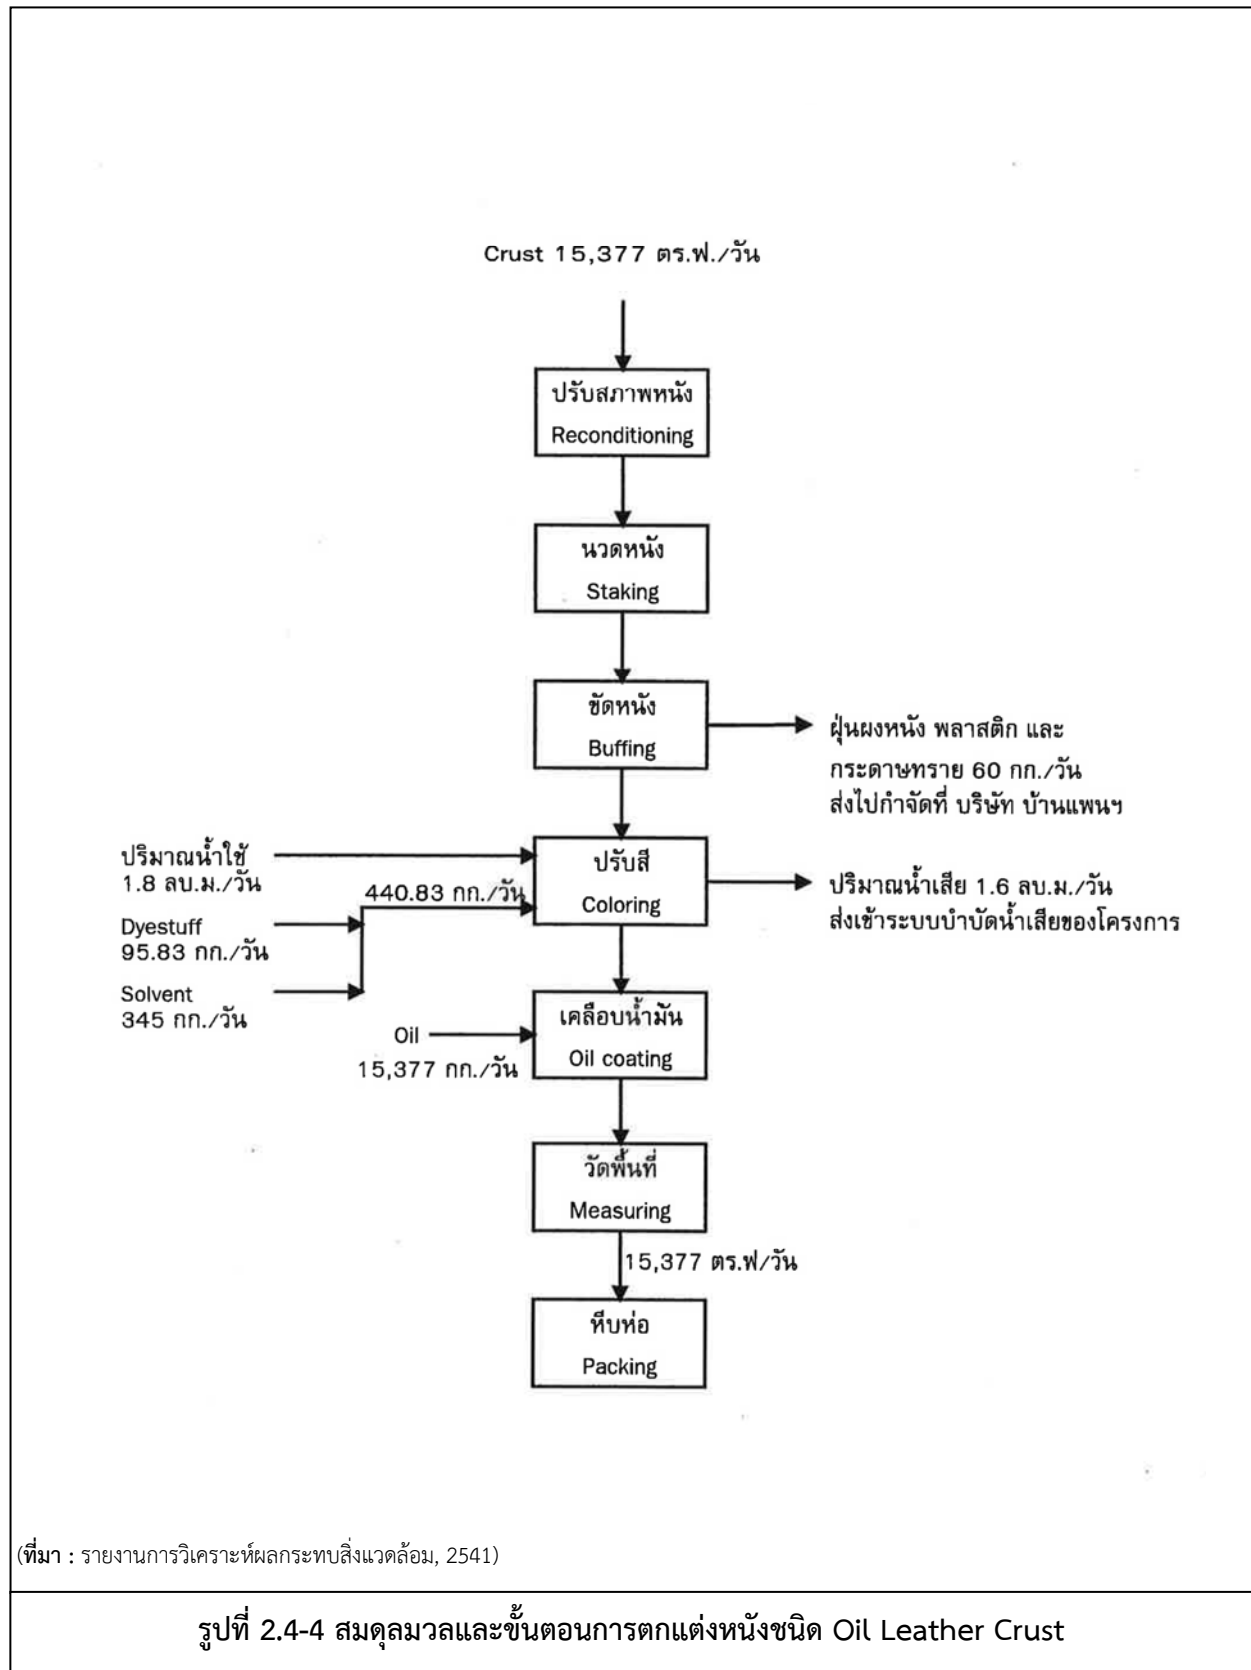 Crust 15,377 ตร.ฟ./วัน
ปรับสภาพหนัง
Reconditioning
นวดหนัง
Staking
ขัดหนัง
Buffing
ฝุ่นผงหนัง พลาสติก และ
กระดาษทราย 60 กก./วัน
ส่งไปกำจัดที่ บริษัท บ้านแพนฯ
ปริมาณน้ำใช้
1.8 ลบ.ม./วัน
440.83 กก./วัน
Dyestuff
95.83 กก./วัน
Solvent
345 กก./วัน
ปรับสี
Coloring
ปริมาณน้ำเสีย 1.6 ลบ.ม./วัน
ส่งเข้าระบบบำบัดน้ำเสียของโครงการ
Oil
15,377 กก./วัน
เคลือบน้ำมัน
Oil coating
วัดพื้นที่
Measuring
15,377 ตร.ฟ/วัน
หีบห่อ
Packing
(ที่มา : รายงานการวิเคราะห์ผลกระทบสิ่งแวดล้อม, 2541)
รูปที่ 2.4-4 สมดุลมวลและขั้นตอนการตกแต่งหนังชนิด Oil Leather Crust